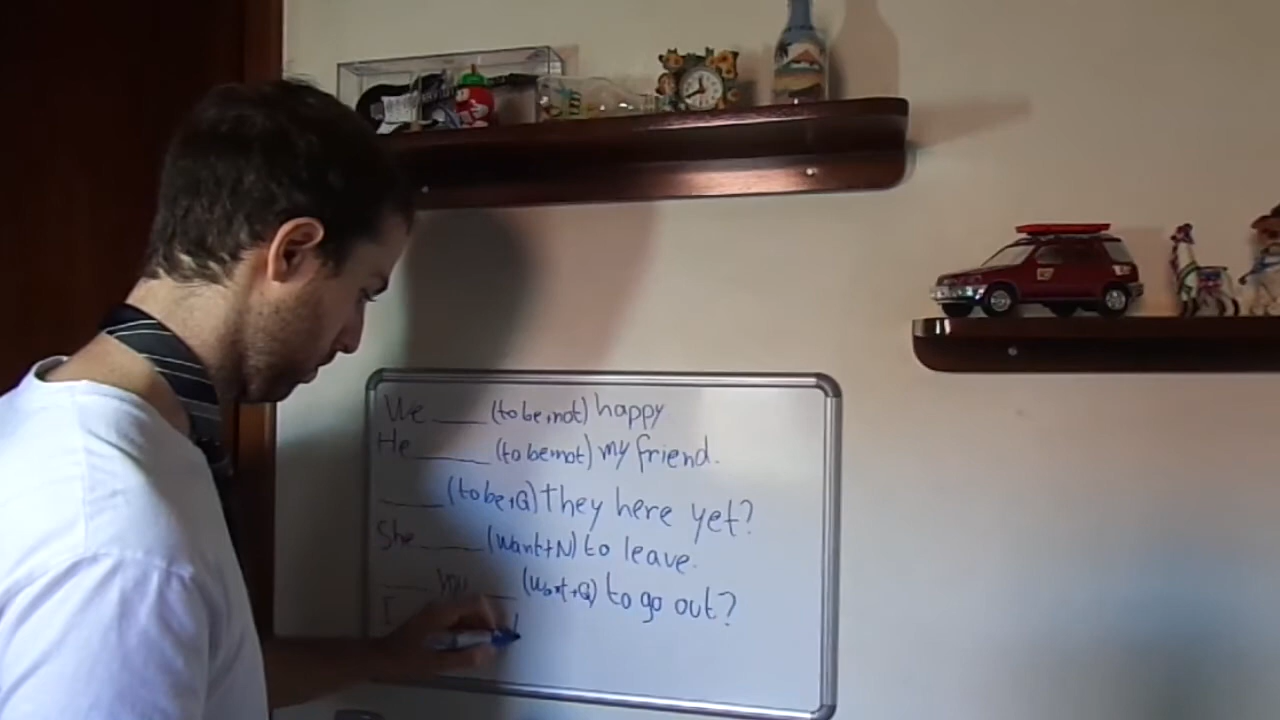 We ____ (to be, not) happy
He ____ (to be not) my friend.
____ (to be, Q) they here yet?
She ____ (want+N) to leave.
____ you ____ (want+Q) to go out?
I